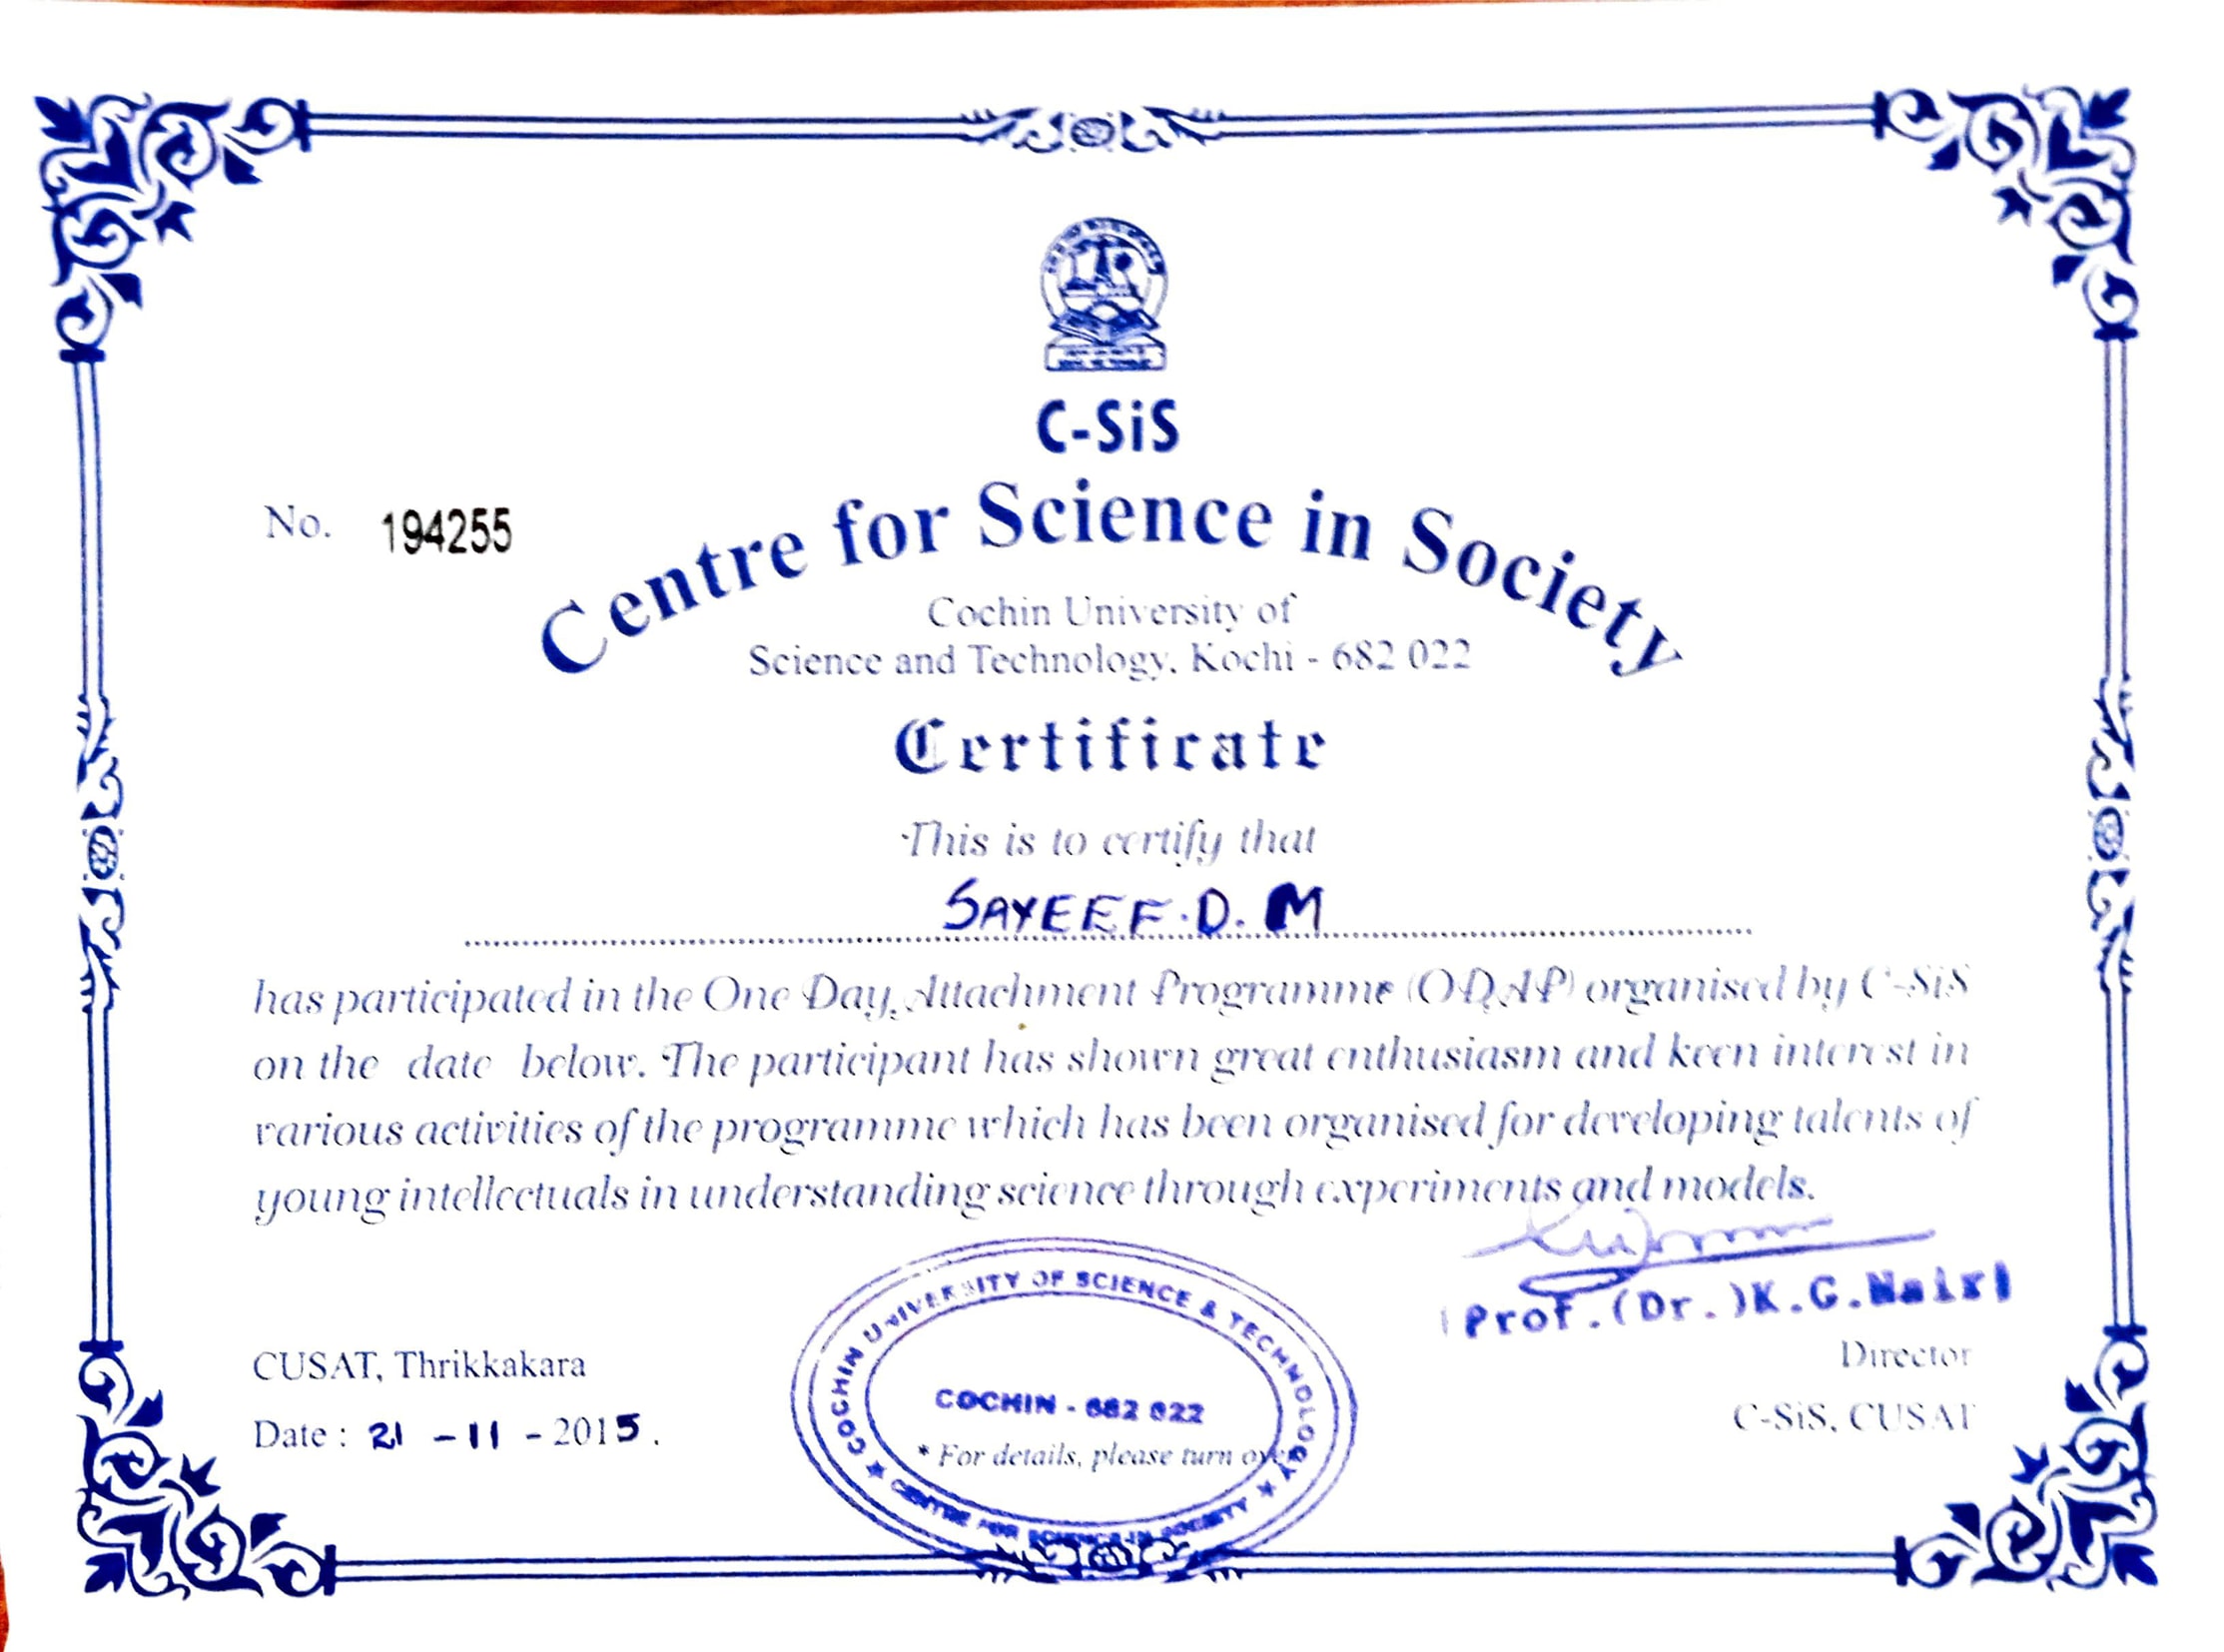 C-SiS
No. 194255
Centre for Science in Society
Cochin University of
Science and Technology, Kochi - 682 022
Certificate
This is to certify that
SAYEEF.D.M
has participated in the One Day Attachment Programme (ODAP) organised by C-SiS
on the date below. The participant has shown great enthusiasm and keen interest in
various activities of the programme which has been organised for developing talents of
young intellectuals in understanding science through experiments and models.
(Prof.(Dr.)K.G.Nair)
Director
C-SiS, CUSAT
CUSAT, Thrikkakara
Date : 21 - 11 - 2015.
COCHIN UNIVERSITY OF SCIENCE & TECHNOLOGY
COCHIN - 682 022
* For details, please turn over
CENTRE FOR SCIENCE IN SOCIETY